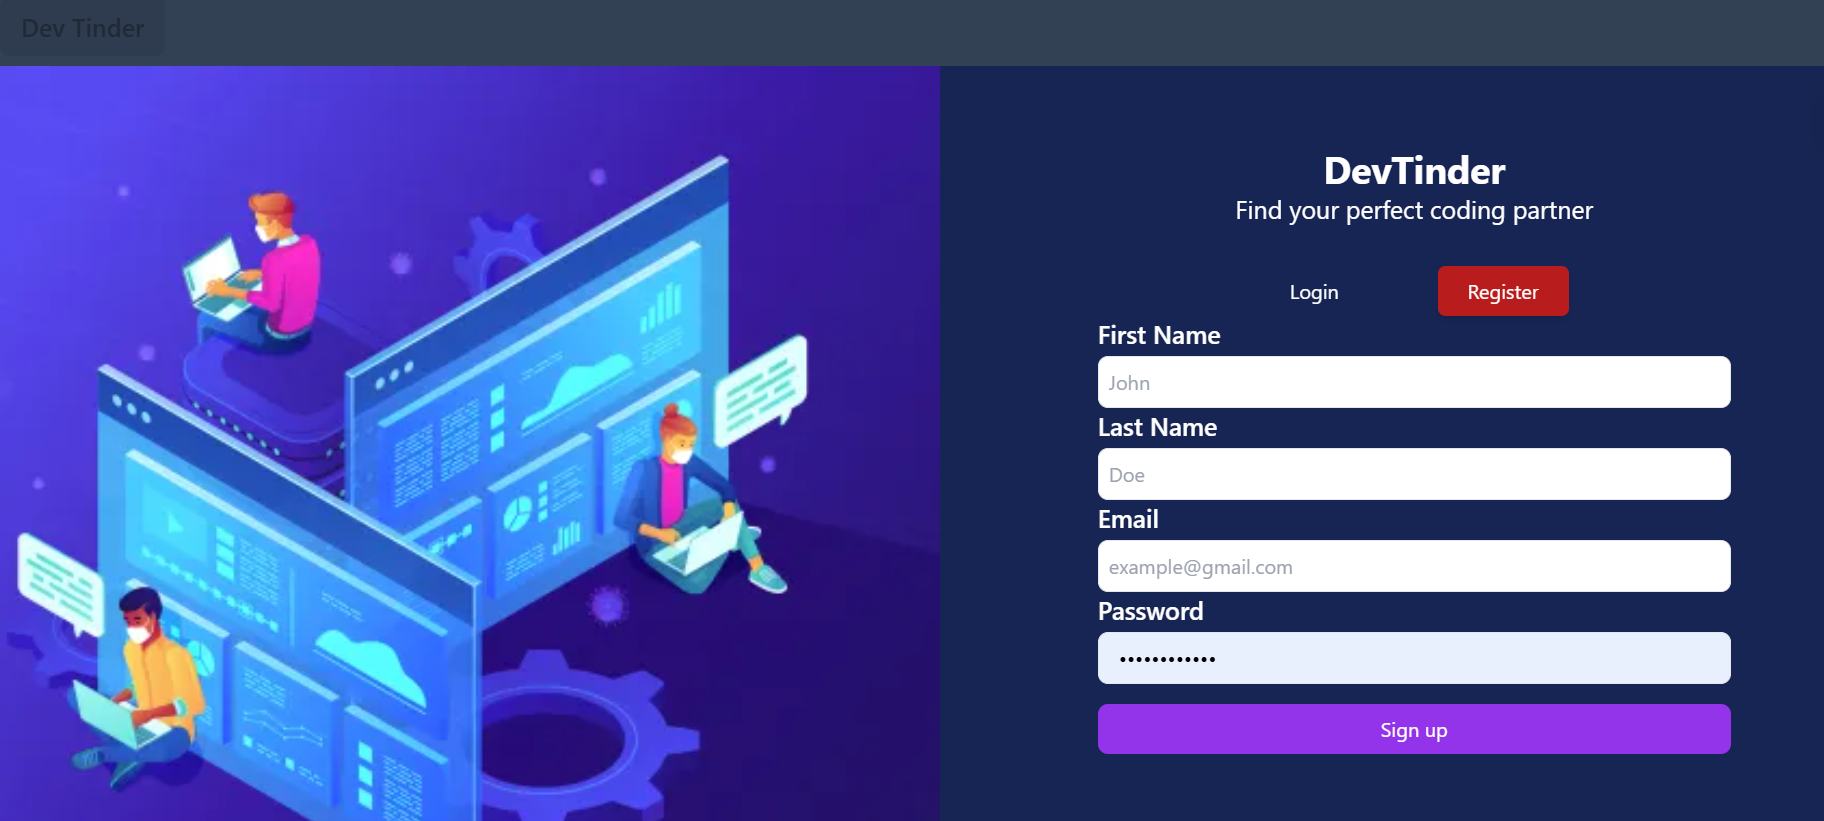 Dev Tinder
DevTinder
Find your perfect coding partner
Login Register
First Name
John
Last Name
Doe
Email
example@gmail.com
Password
••••••••••••
Sign up